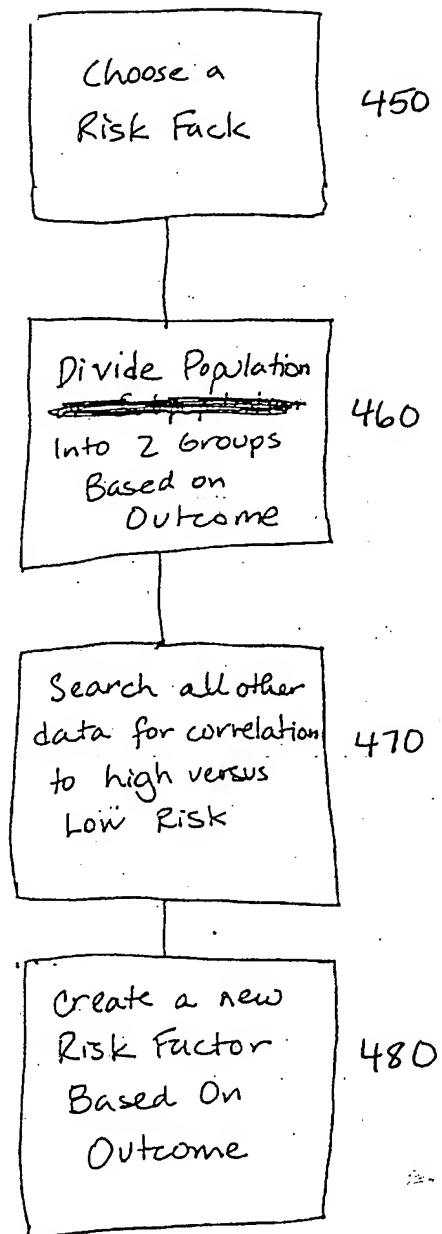 Choose a
Risk Fack
450
Divide Population
Into 2 Groups
Based on
Outcome
460
Search all other
data for correlation
to high versus
Low Risk
470
Create a new
Risk Factor
Based On
Outcome
480